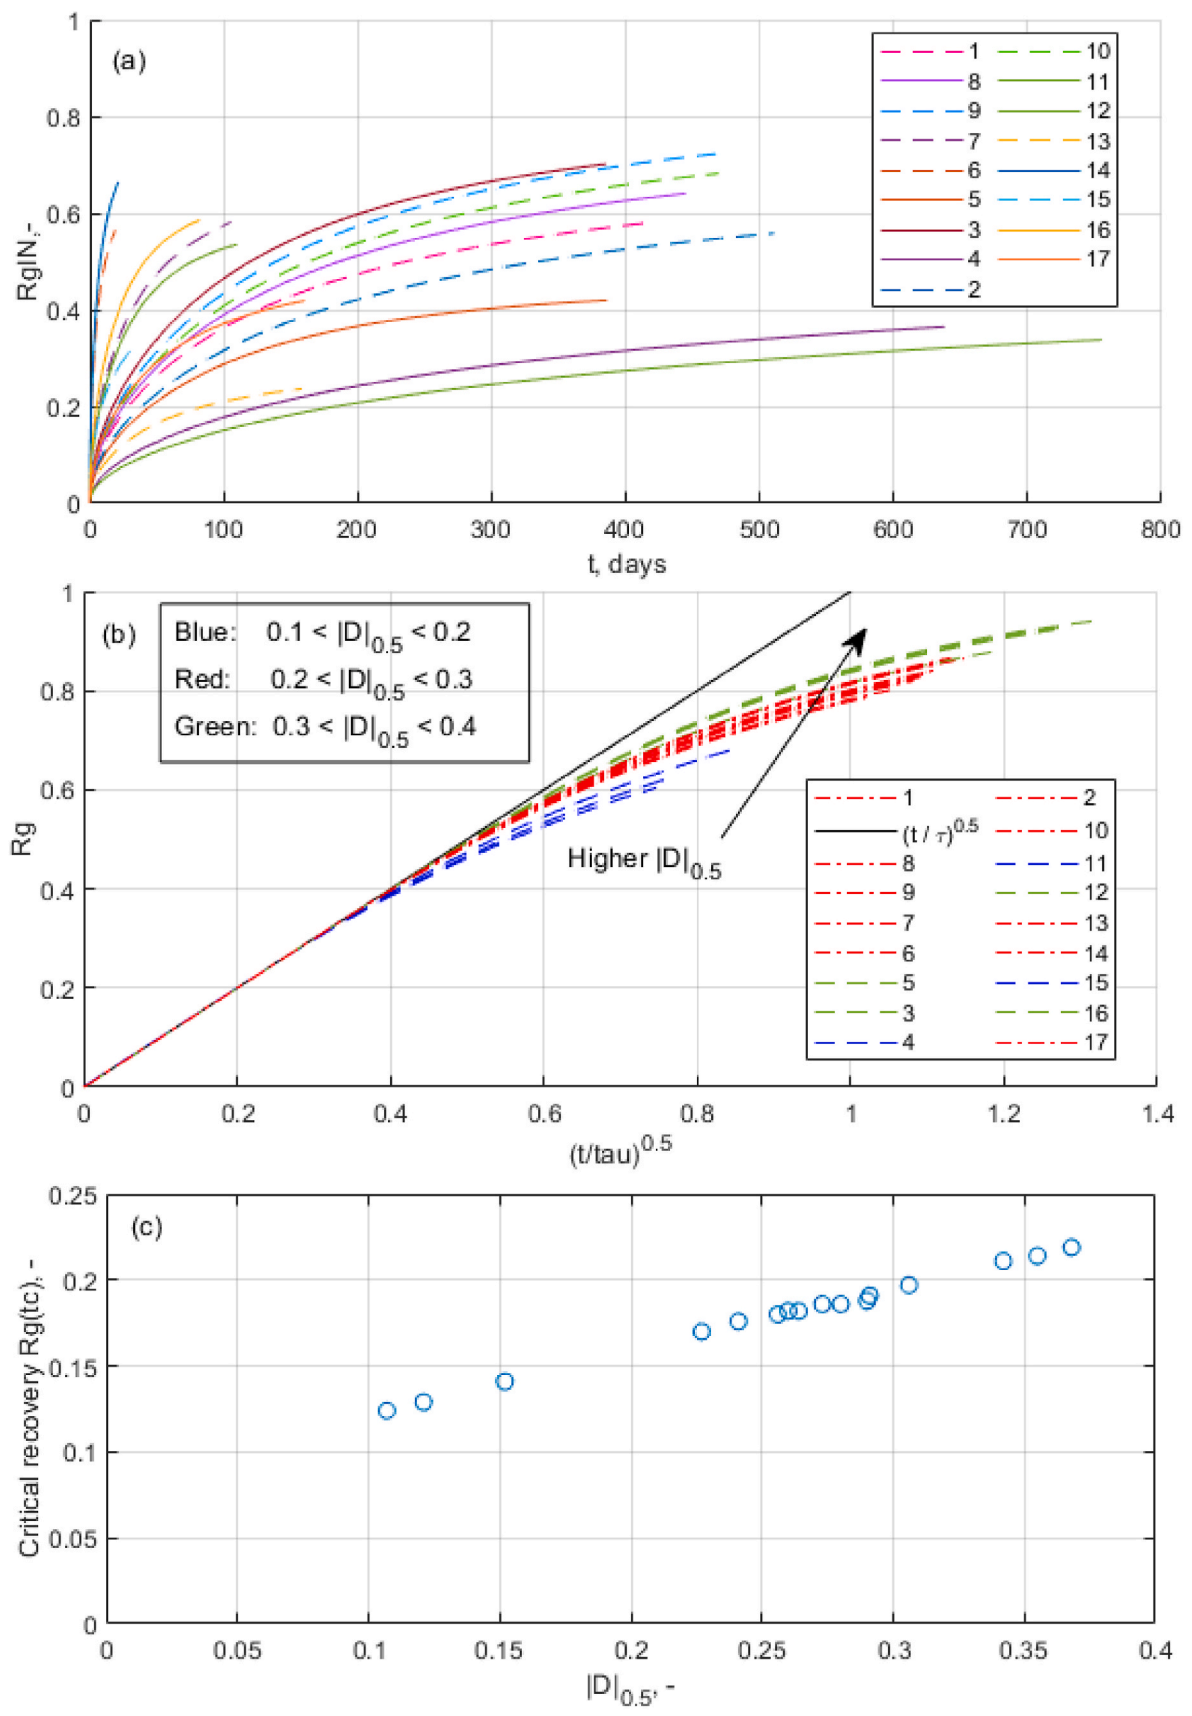 (a)
RgIN,-
1
0.8
0.6
0.4
0.2
0
0 100 200 300 400 500 600 700 800
t, days
1 10
8 11
9 12
7 13
6 14
5 15
3 16
4 17
2
(b)
Rg
1
0.8
0.6
0.4
0.2
0
0 0.2 0.4 0.6 0.8 1 1.2 1.4
(t/tau)^0.5
Blue: 0.1 < |D|_0.5 < 0.2
Red: 0.2 < |D|_0.5 < 0.3
Green: 0.3 < |D|_0.5 < 0.4
Higher |D|_0.5
1 2
(t / τ)^0.5 10
8 11
9 12
7 13
6 14
5 15
3 16
4 17
(c)
Critical recovery Rg(tc), -
0.25
0.2
0.15
0.1
0.05
0
0 0.05 0.1 0.15 0.2 0.25 0.3 0.35 0.4
|D|_0.5, -